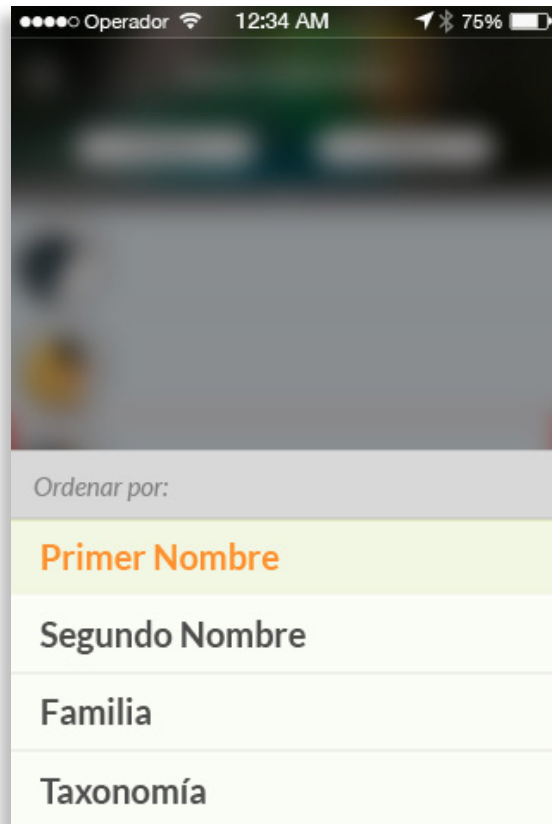 Operador 12:34 AM 75%
Ordenar por:
Primer Nombre
Segundo Nombre
Familia
Taxonomía